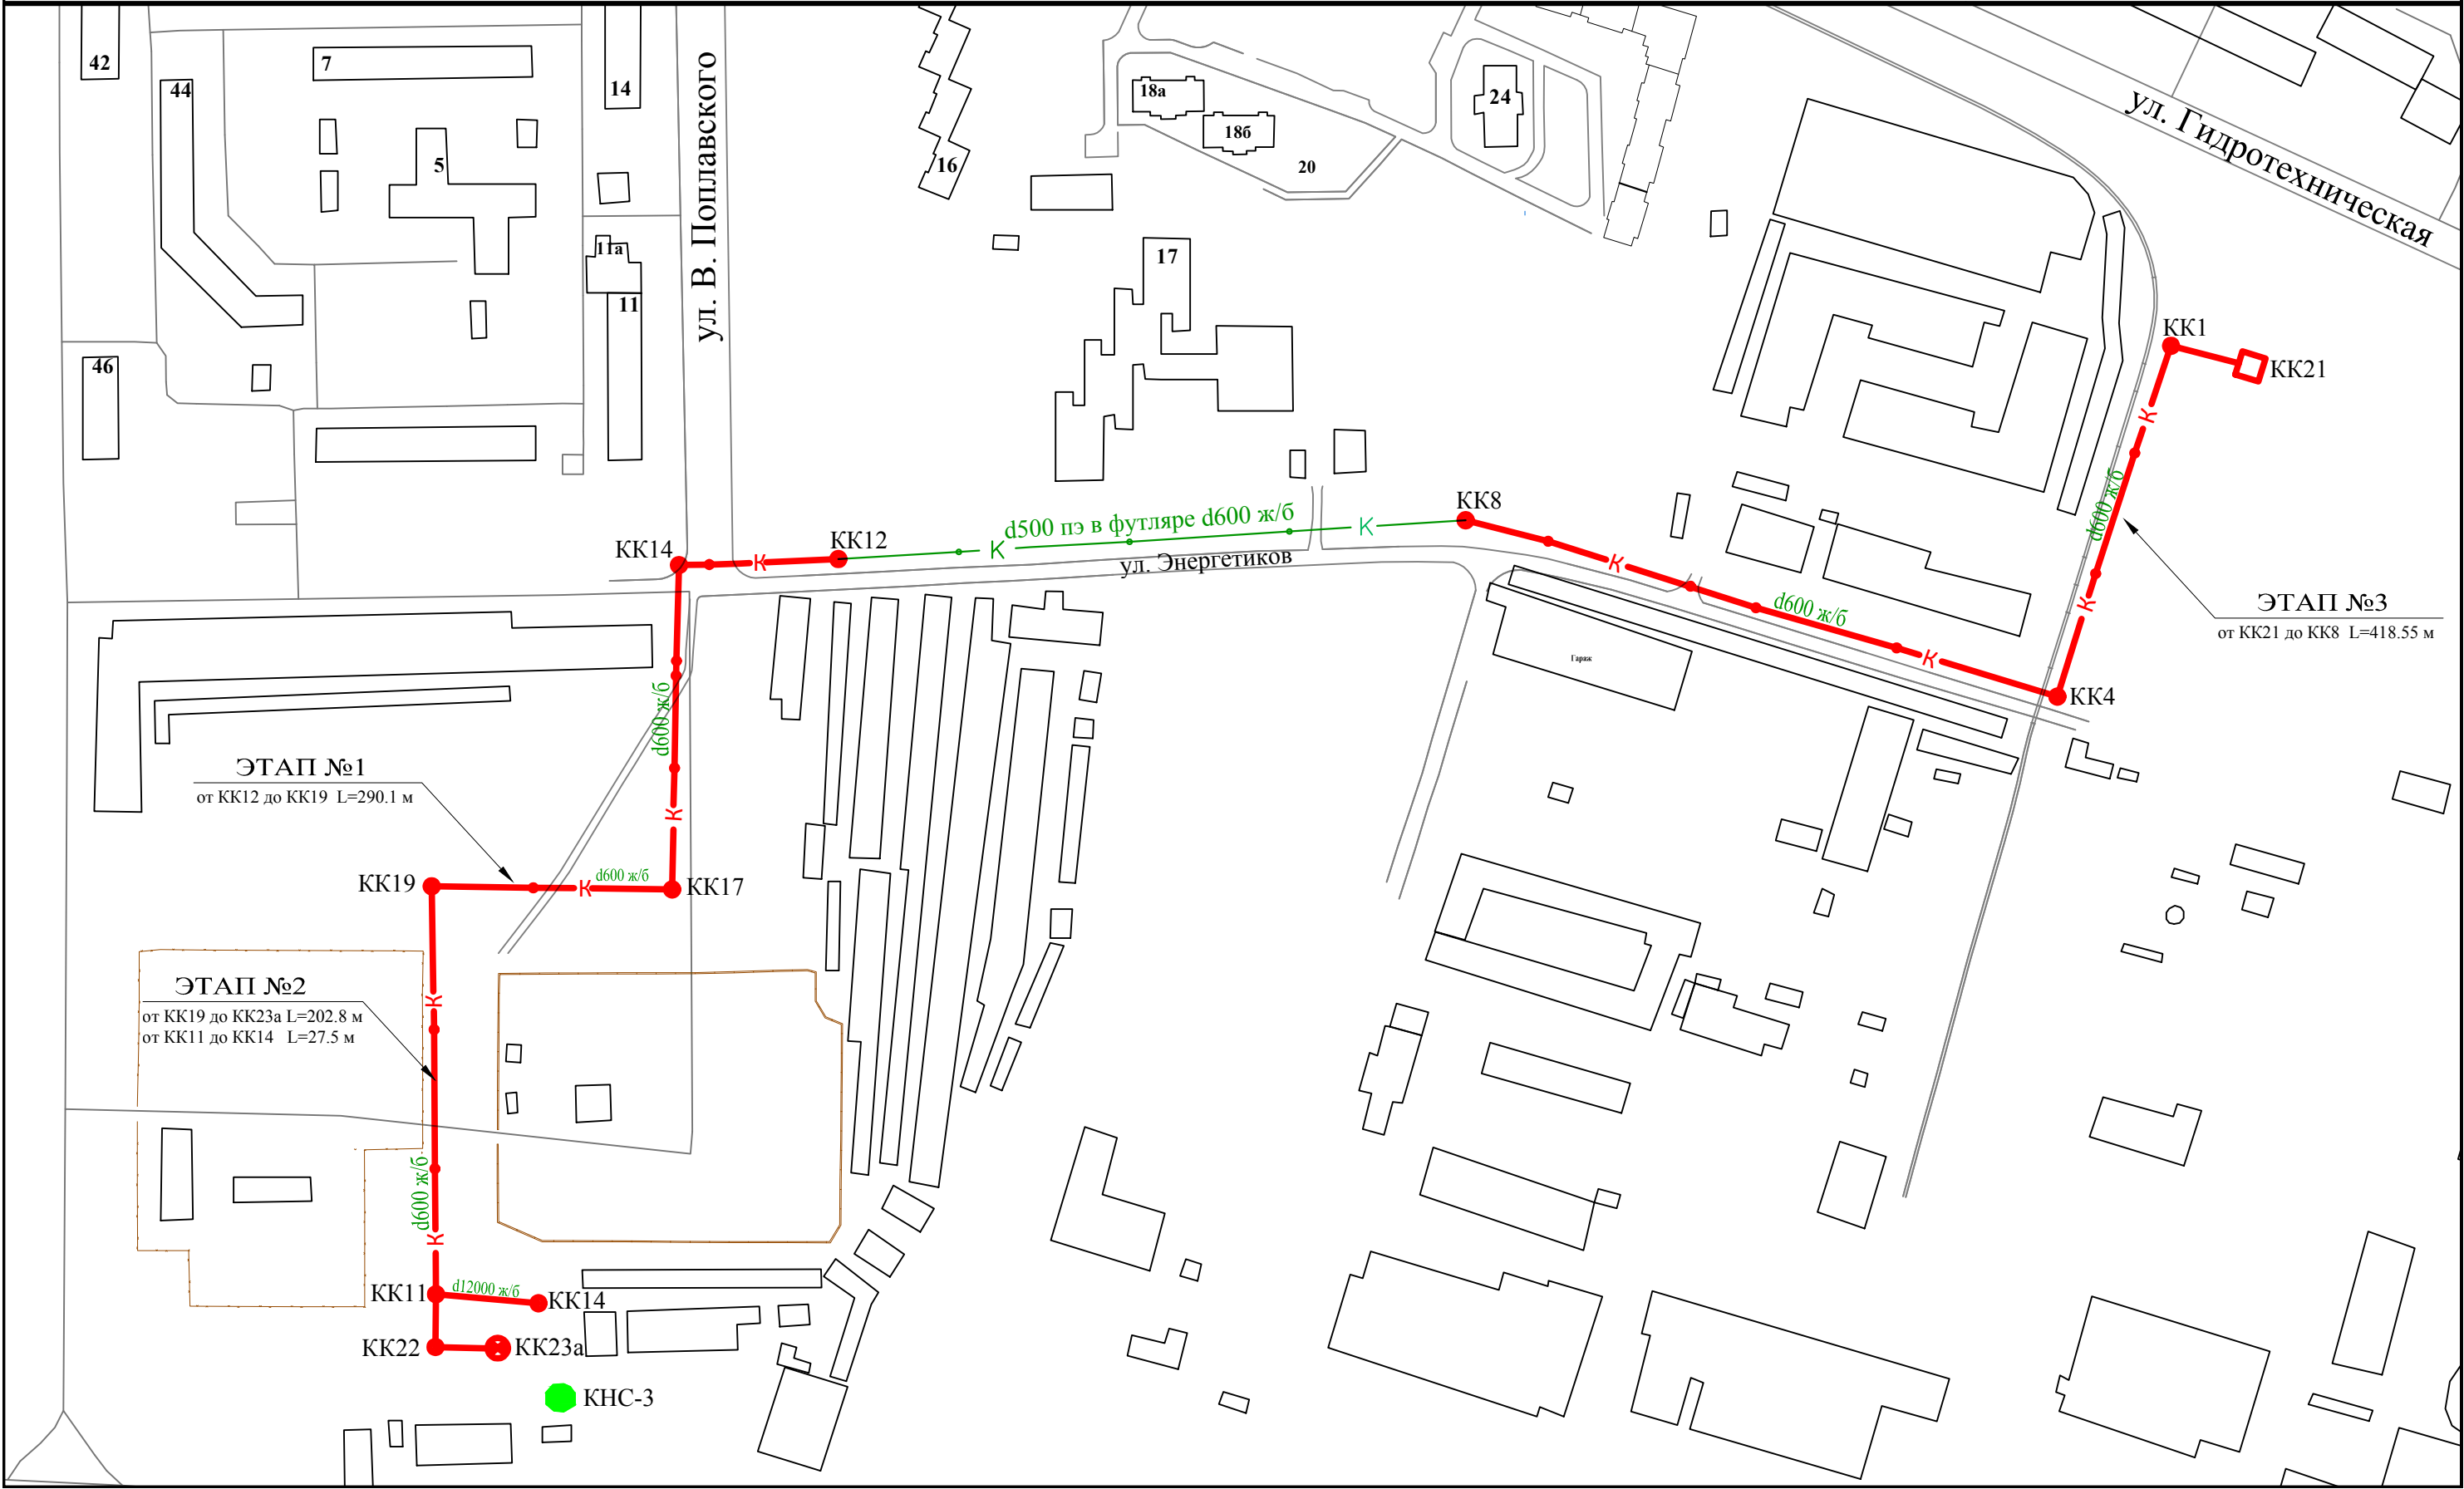 42
7
44
14
ул. В. Поплавского
5
16
18а
18б
20
24
ул. Гидротехническая
11а
11
17
46
КК1
КК21
К
d600 ж/б
КК8
d500 пэ в футляре d600 ж/б
К
К
КК12
КК14
К
ул. Энергетиков
К
d600 ж/б
К
К
ЭТАП №3
от КК21 до КК8 L=418.55 м
КК4
Гараж
d600 ж/б
К
ЭТАП №1
от КК12 до КК19 L=290.1 м
КК19
К
d600 ж/б
КК17
К
ЭТАП №2
от КК19 до КК23а L=202.8 м
от КК11 до КК14 L=27.5 м
d600 ж/б
К
КК11
d12000 ж/б
КК14
КК22
КК23а
КНС-3